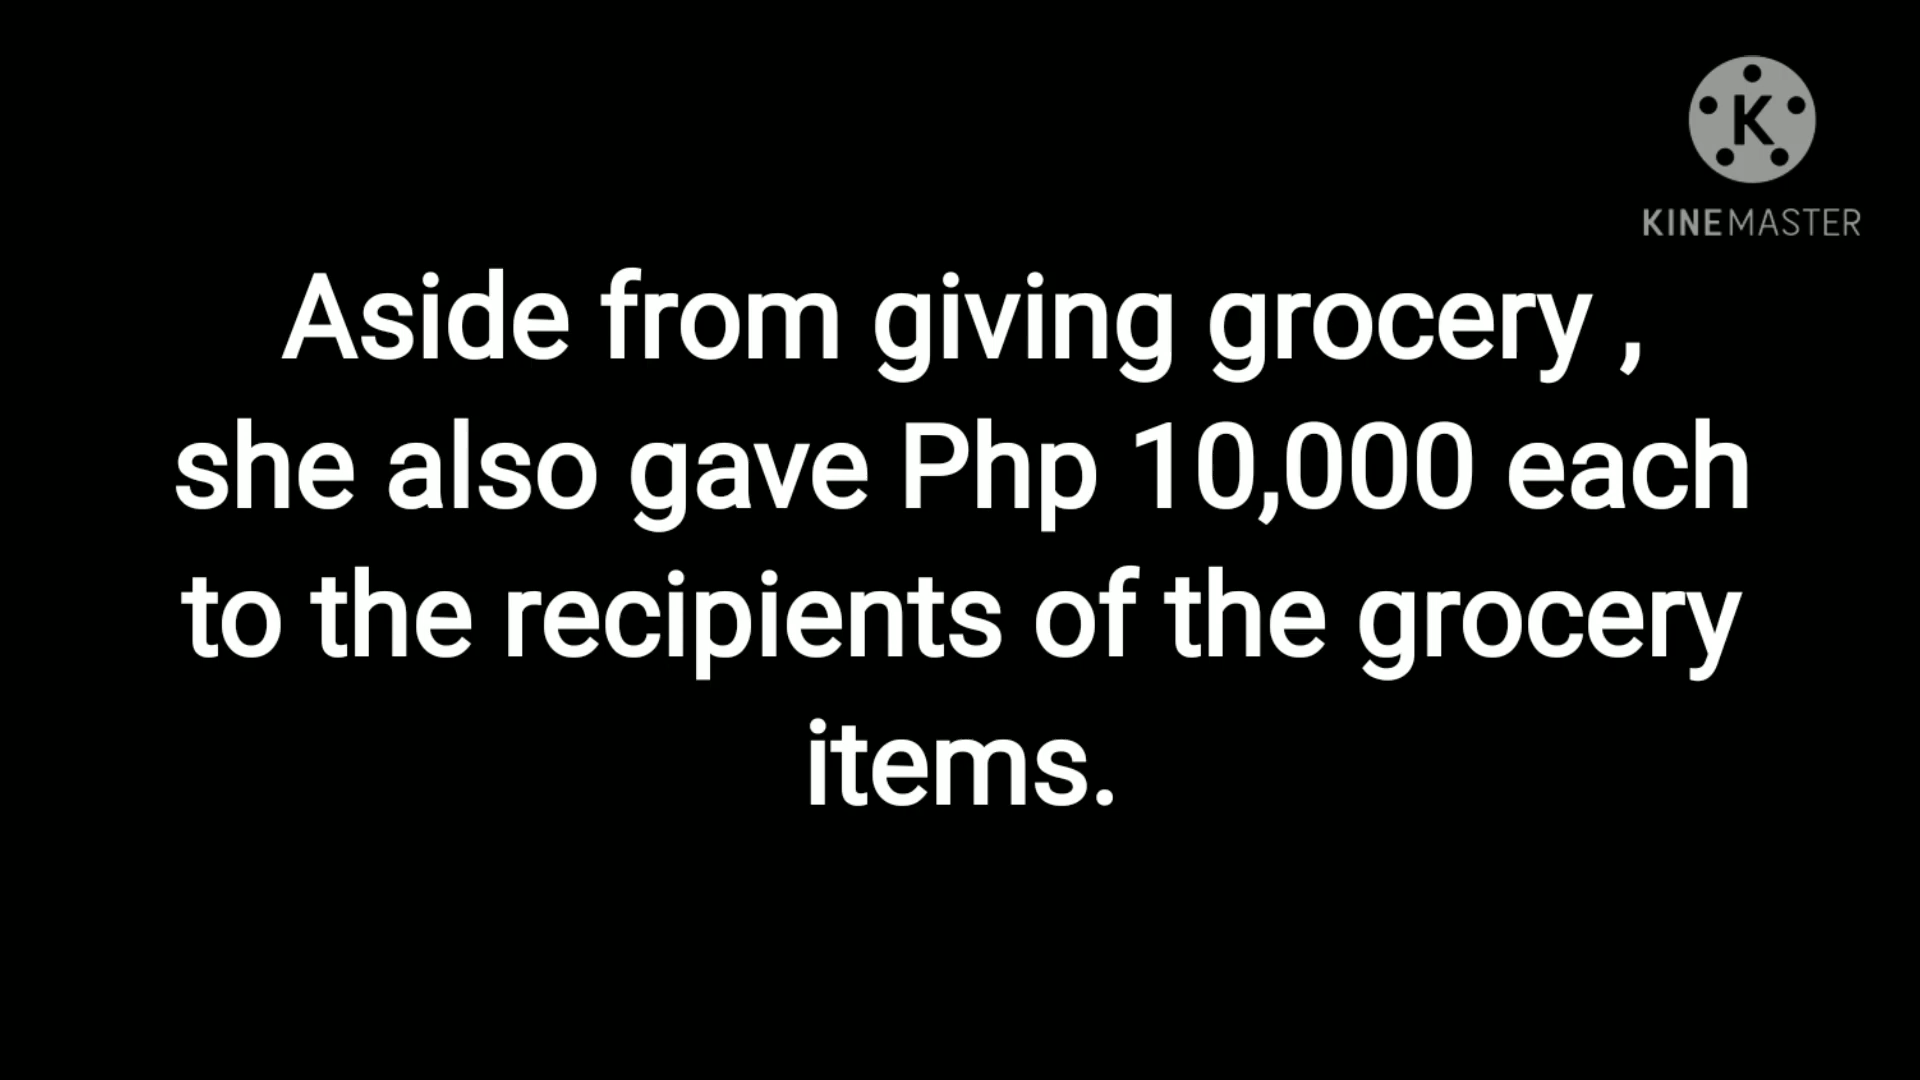 K
KINEMASTER
Aside from giving grocery ,
she also gave Php 10,000 each
to the recipients of the grocery
items.